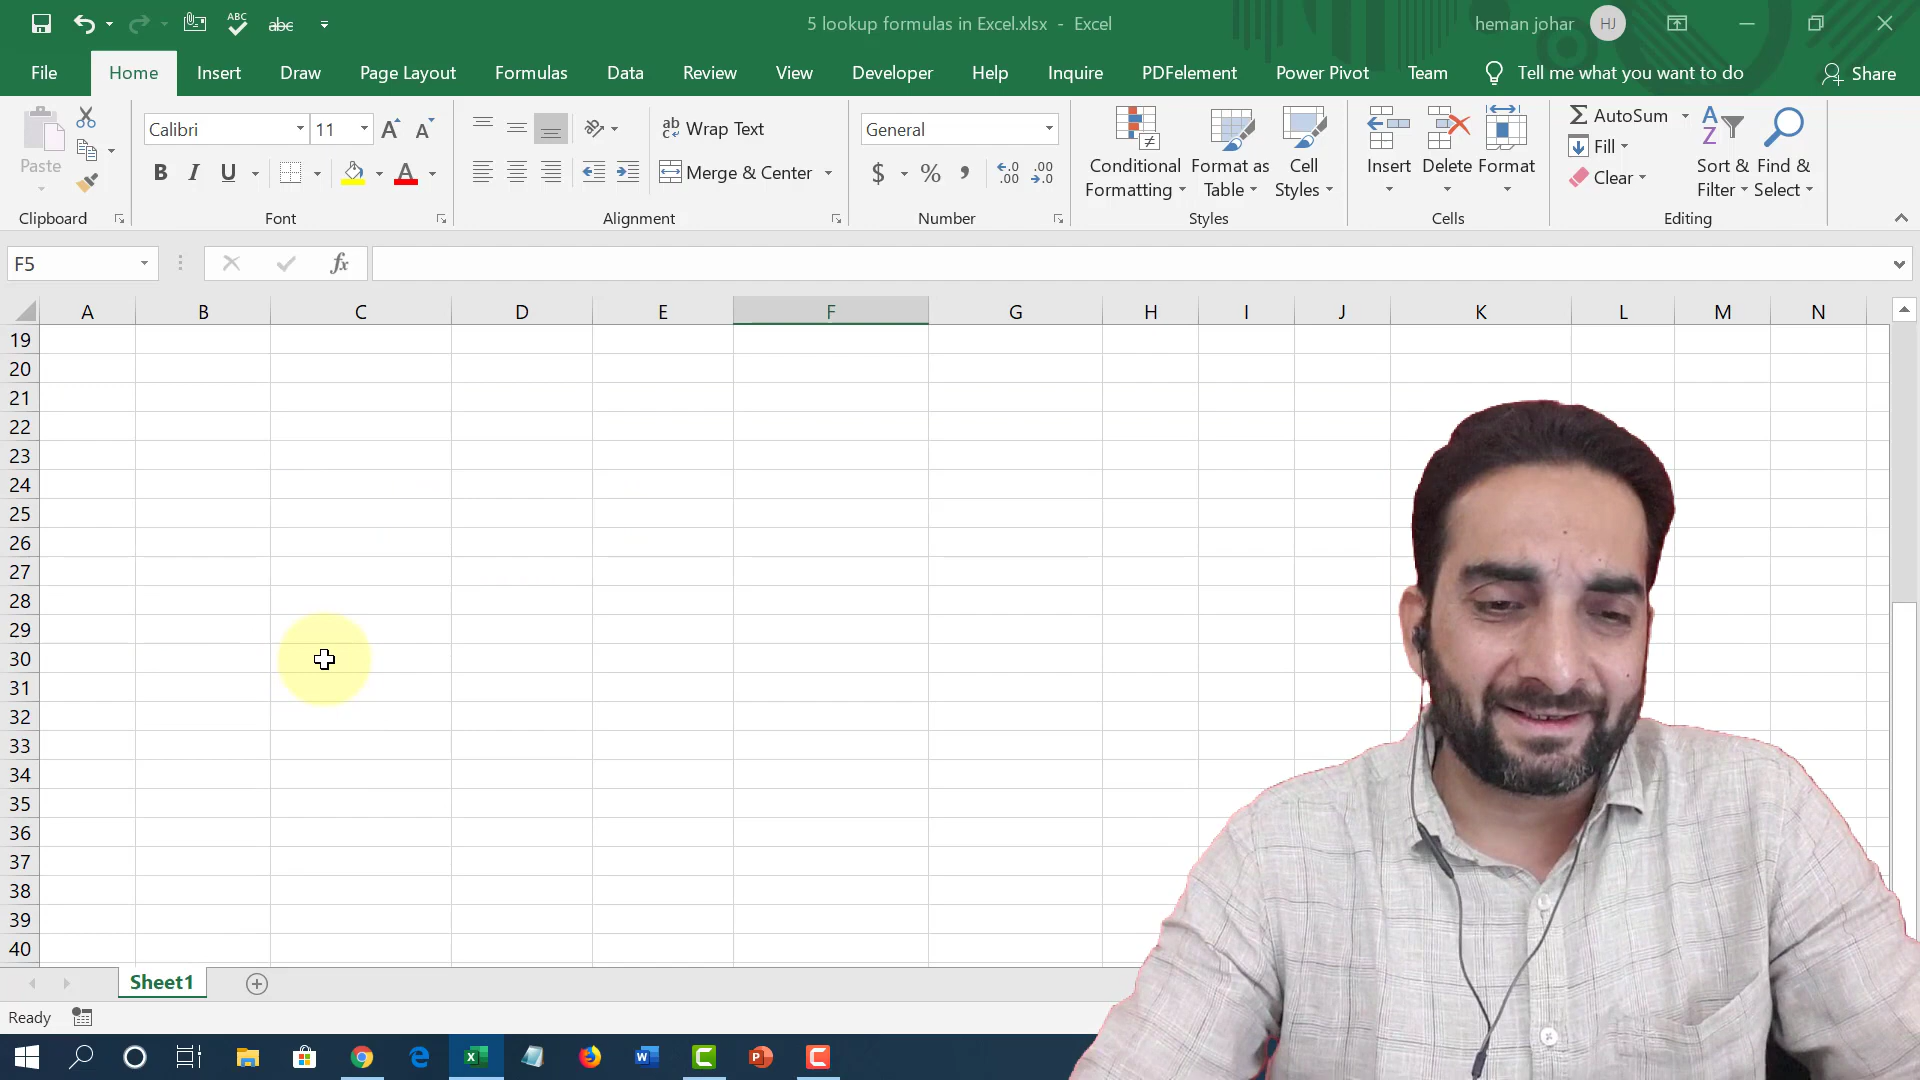 5 lookup formulas in Excel.xlsx - Excel
heman johar HJ
File Home Insert Draw Page Layout Formulas Data Review View Developer Help Inquire PDFelement Power Pivot Team Tell me what you want to do Share
Paste
Clipboard
Calibri 11
B I U A
Font
ab Wrap Text
Merge & Center
Alignment
General
$ % ,
Number
Conditional Formatting
Format as Table
Cell Styles
Styles
Insert Delete Format
Cells
AutoSum
Fill
Clear
Sort & Filter
Find & Select
Editing
F5 fx
A B C D E F G H I J K L M N
19
20
21
22
23
24
25
26
27
28
29
30
31
32
33
34
35
36
37
38
39
40
Sheet1
Ready